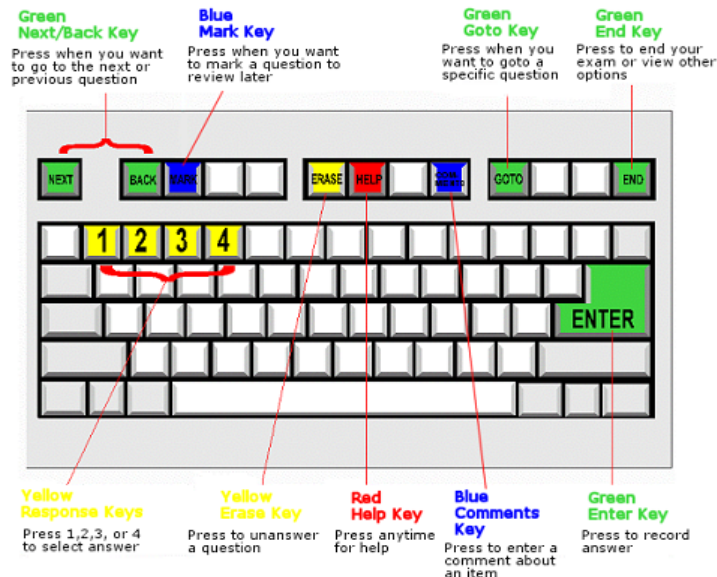 Green
Next/Back Key
Press when you want
to go to the next or
previous question
Blue
Mark Key
Press when you want
to mark a question to
review later
Green
Goto Key
Press when you
want to goto a
specific question
Green
End Key
Press to end your
exam or view other
options
NEXT
BACK
MARK
ERASE
HELP
GOTO
END
1
2
3
4
ENTER
Yellow
Response Keys
Press 1,2,3, or 4
to select answer
Yellow
Erase Key
Press to unanswer
a question
Red
Help Key
Press anytime
for help
Blue
Comments
Key
Press to enter a
comment about
an item
Green
Enter Key
Press to record
answer